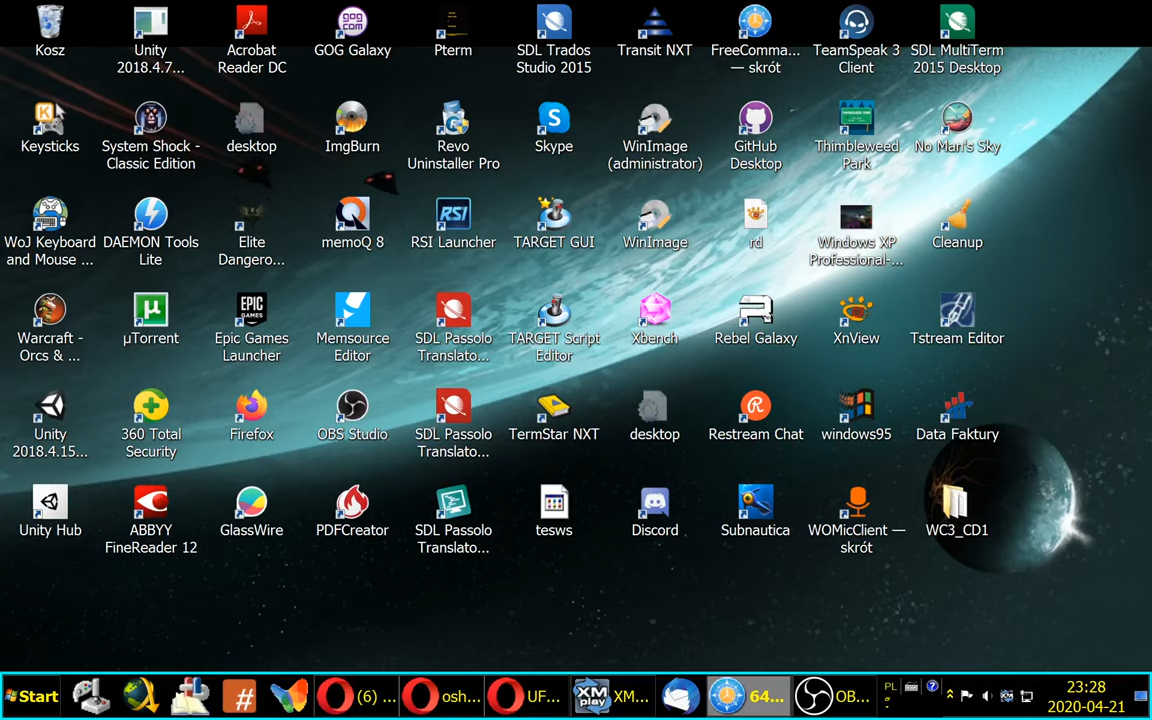 Kosz
Unity
2018.4.7...
Acrobat
Reader DC
gog
com
GOG Galaxy
Pterm
SDL Trados
Studio 2015
Transit NXT
FreeComma...
— skrót
TeamSpeak 3
Client
SDL MultiTerm
2015 Desktop
Keysticks
System Shock -
Classic Edition
desktop
ImgBurn
Revo
Uninstaller Pro
Skype
WinImage
(administrator)
GitHub
Desktop
Thimbleweed
Park
No Man's Sky
WoJ Keyboard
and Mouse ...
DAEMON Tools
Lite
Elite
Dangero...
memoQ 8
RSI
RSI Launcher
TARGET GUI
WinImage
rd
Windows XP
Professional-...
Cleanup
Warcraft -
Orcs & ...
µTorrent
EPIC
GAMES
Epic Games
Launcher
Memsource
Editor
SDL Passolo
Translato...
TARGET Script
Editor
Xbench
Rebel Galaxy
XnView
Tstream Editor
Unity
2018.4.15...
360 Total
Security
Firefox
OBS Studio
SDL Passolo
Translato...
TermStar NXT
desktop
Restream Chat
windows95
Data Faktury
Unity Hub
ABBYY
FineReader 12
GlassWire
PDFCreator
SDL Passolo
Translato...
tesws
Discord
Subnautica
WOMicClient —
skrót
WC3_CD1
Start
(6) ...
osh...
UF...
XM
play
XM...
64...
OB...
PL
23:28
2020-04-21